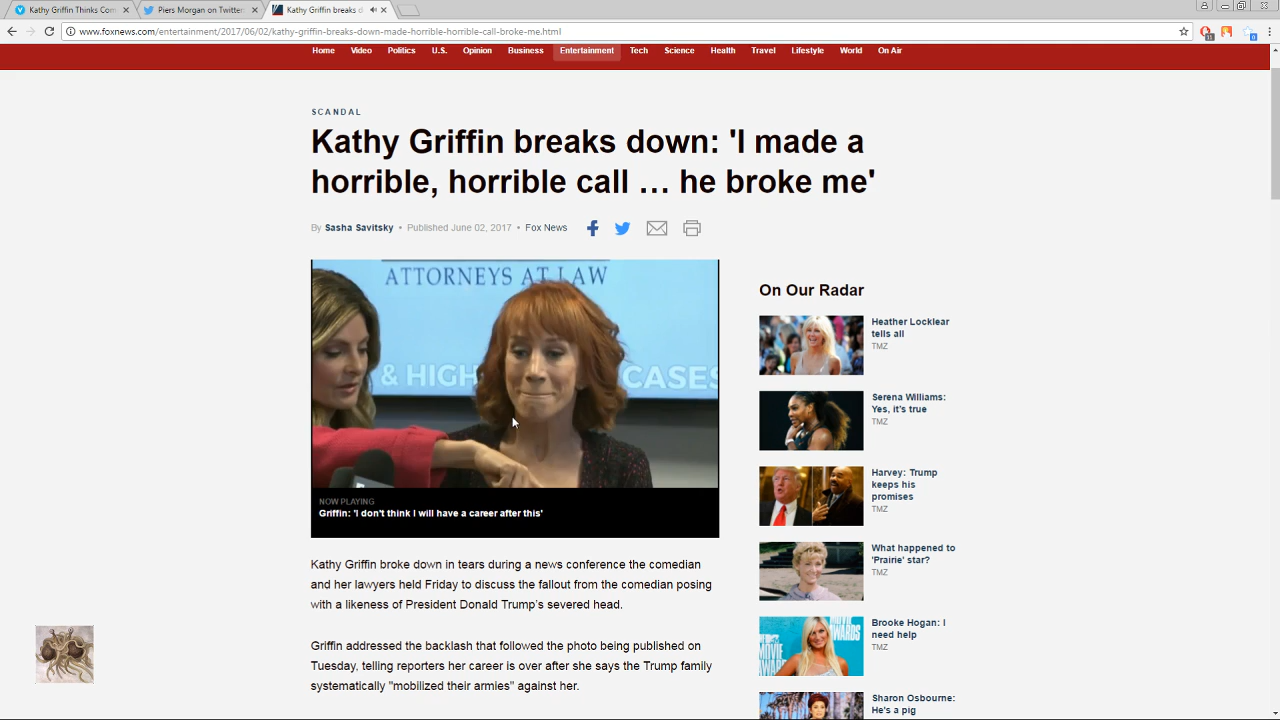 Kathy Griffin Thinks Com
Piers Morgan on Twitter:
Kathy Griffin breaks d
www.foxnews.com/entertainment/2017/06/02/kathy-griffin-breaks-down-made-horrible-horrible-call-broke-me.html
Home Video Politics U.S. Opinion Business Entertainment Tech Science Health Travel Lifestyle World On Air
SCANDAL
Kathy Griffin breaks down: 'I made a
horrible, horrible call … he broke me'
By Sasha Savitsky • Published June 02, 2017 • Fox News
ATTORNEYS AT LAW
& HIGH CASES
NOW PLAYING
Griffin: 'I don't think I will have a career after this'
Kathy Griffin broke down in tears during a news conference the comedian
and her lawyers held Friday to discuss the fallout from the comedian posing
with a likeness of President Donald Trump's severed head.
Griffin addressed the backlash that followed the photo being published on
Tuesday, telling reporters her career is over after she says the Trump family
systematically "mobilized their armies" against her.
On Our Radar
Heather Locklear
tells all
TMZ
Serena Williams:
Yes, it's true
TMZ
Harvey: Trump
keeps his
promises
TMZ
What happened to
'Prairie' star?
TMZ
Brooke Hogan: I
need help
TMZ
Sharon Osbourne:
He's a pig